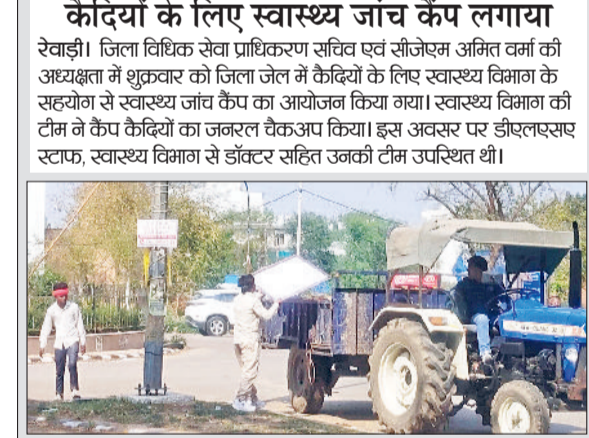 कैदियों के लिए स्वास्थ्य जांच कैंप लगाया
रेवाड़ी। जिला विधिक सेवा प्राधिकरण सचिव एवं सीजेएम अमित वर्मा की
अध्यक्षता में शुक्रवार को जिला जेल में कैदियों के लिए स्वास्थ्य विभाग के
सहयोग से स्वास्थ्य जांच कैंप का आयोजन किया गया। स्वास्थ्य विभाग की
टीम ने कैंप कैदियों का जनरल चैकअप किया। इस अवसर पर डीएलएसए
स्टाफ, स्वास्थ्य विभाग से डॉक्टर सहित उनकी टीम उपस्थित थी।